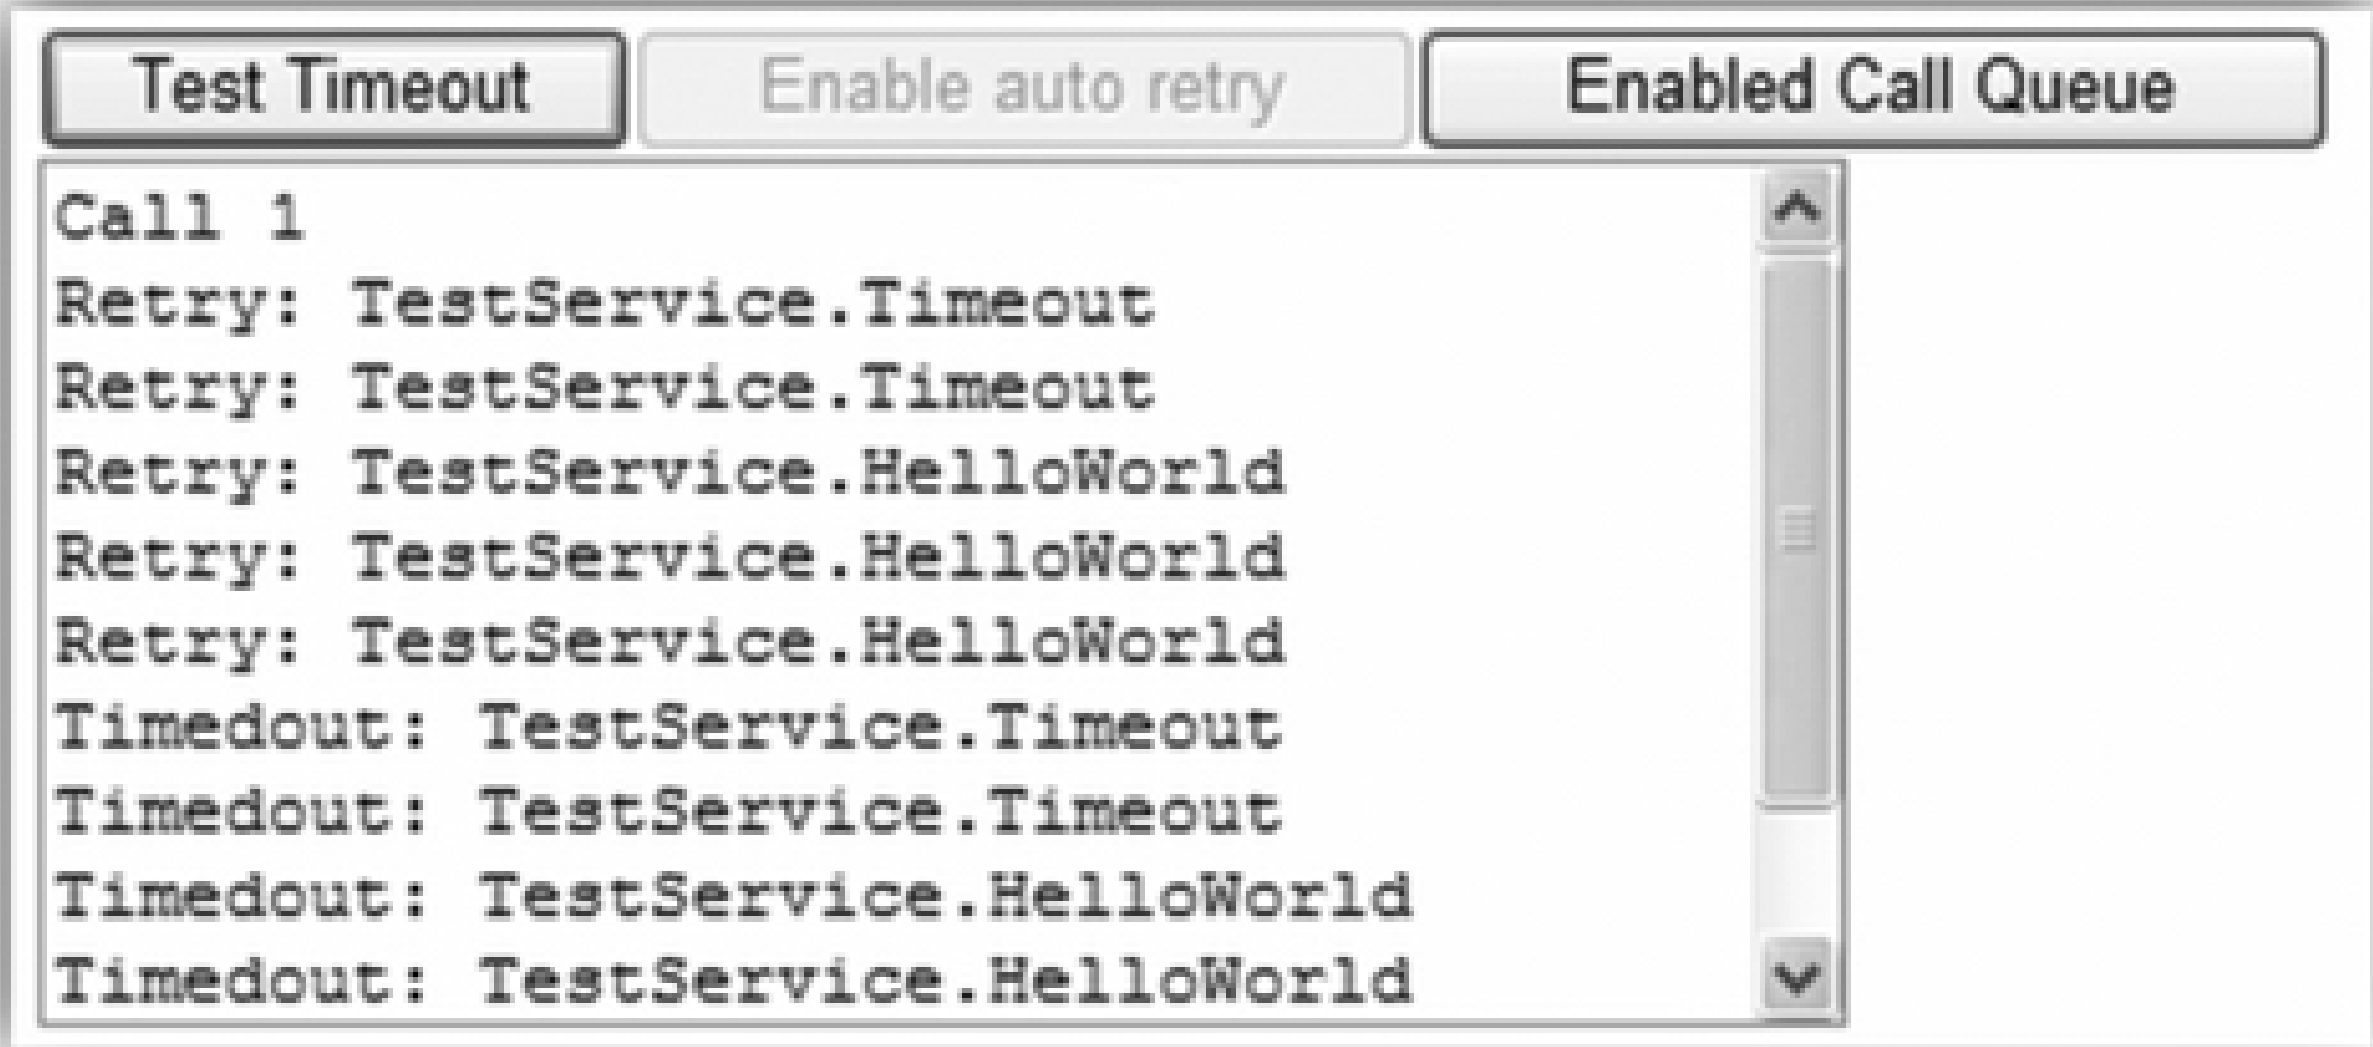 Test Timeout Enable auto retry Enabled Call Queue
Call 1
Retry: TestService.Timeout
Retry: TestService.Timeout
Retry: TestService.HelloWorld
Retry: TestService.HelloWorld
Retry: TestService.HelloWorld
Timedout: TestService.Timeout
Timedout: TestService.Timeout
Timedout: TestService.HelloWorld
Timedout: TestService.HelloWorld